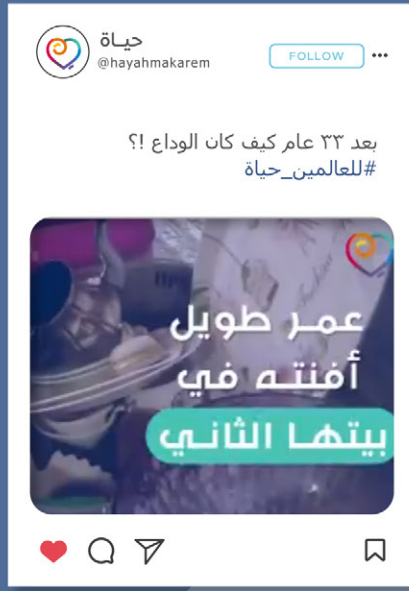 حياة
@hayahmakarem
FOLLOW
بعد ٣٣ عام كيف كان الوداع !؟
#للعالمين_حياة
عمر طويل
أفنته في
بيتها الثاني